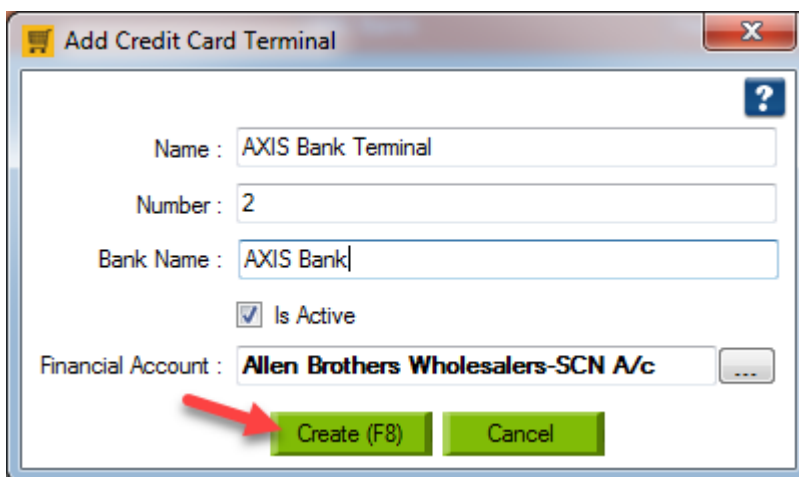 Add Credit Card Terminal
x
?
Name : AXIS Bank Terminal
Number : 2
Bank Name : AXIS Bank
Is Active
Financial Account : Allen Brothers Wholesalers-SCN A/c ...
Create (F8) Cancel